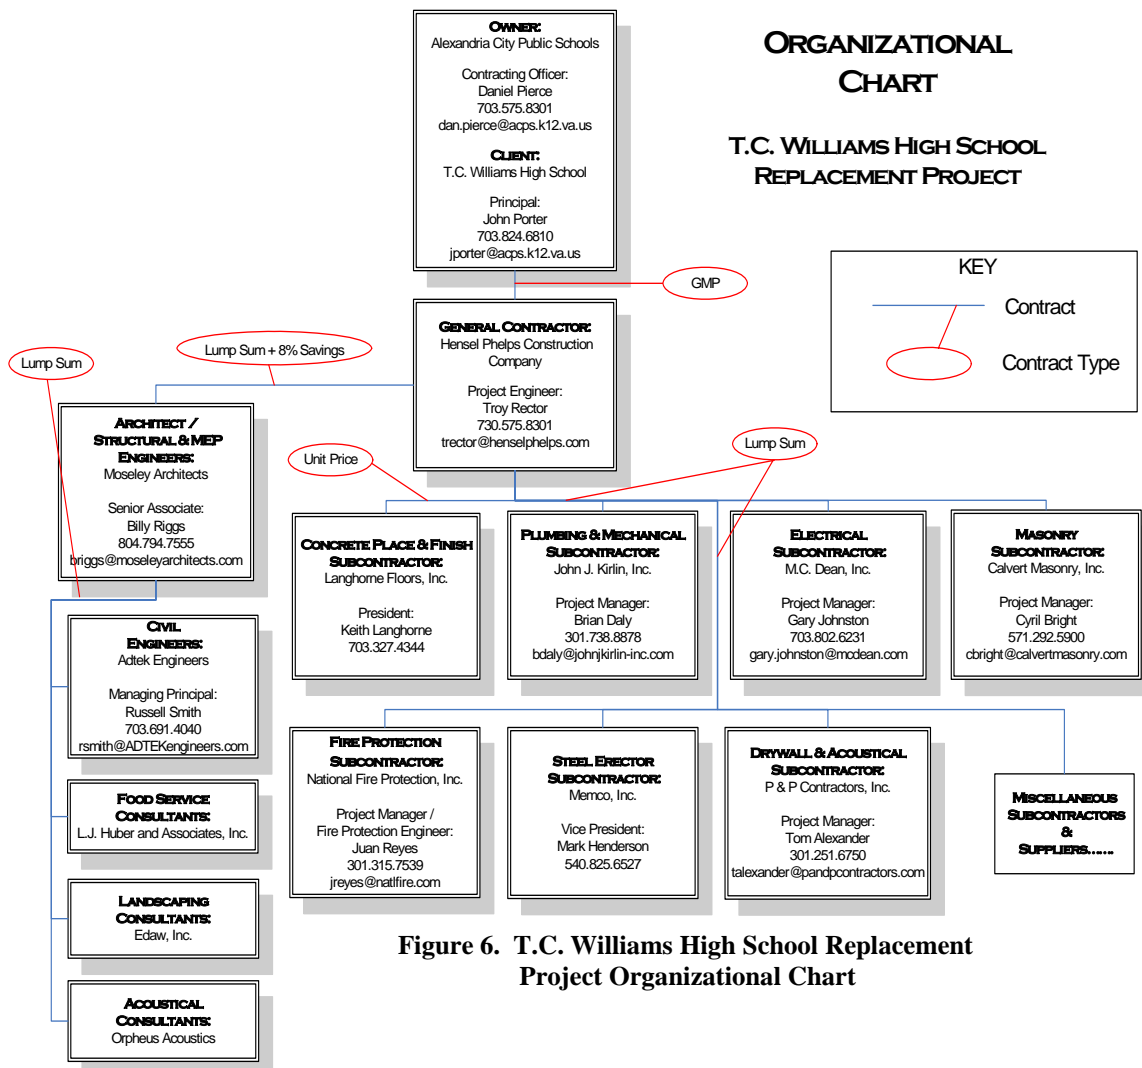 OWNER:
Alexandria City Public Schools
Contracting Officer:
Daniel Pierce
703.575.8301
dan.pierce@acps.k12.va.us
CLIENT:
T.C. Williams High School
Principal:
John Porter
703.824.6810
jporter@acps.k12.va.us
ORGANIZATIONAL
CHART
T.C. WILLIAMS HIGH SCHOOL
REPLACEMENT PROJECT
KEY
Contract
Contract Type
GMP
GENERAL CONTRACTOR:
Hensel Phelps Construction
Company
Project Engineer:
Troy Rector
730.575.8301
trector@henselphelps.com
Lump Sum + 8% Savings
Lump Sum
ARCHITECT /
STRUCTURAL & MEP
ENGINEERS:
Moseley Architects
Senior Associate:
Billy Riggs
804.794.7555
briggs@moseleyarchitects.com
Unit Price
Lump Sum
CONCRETE PLACE & FINISH
SUBCONTRACTOR:
Langhorne Floors, Inc.
President:
Keith Langhorne
703.327.4344
PLUMBING & MECHANICAL
SUBCONTRACTOR:
John J. Kirlin, Inc.
Project Manager:
Brian Daly
301.738.8878
bdaly@johnjkirlin-inc.com
ELECTRICAL
SUBCONTRACTOR:
M.C. Dean, Inc.
Project Manager:
Gary Johnston
703.802.6231
gary.johnston@mcdean.com
MASONRY
SUBCONTRACTOR:
Calvert Masonry, Inc.
Project Manager:
Cyril Bright
571.292.5900
cbright@calvertmasonry.com
CIVIL
ENGINEERS:
Adtek Engineers
Managing Principal:
Russell Smith
703.691.4040
rsmith@ADTEKengineers.com
FOOD SERVICE
CONSULTANTS:
L.J. Huber and Associates, Inc.
LANDSCAPING
CONSULTANTS:
Edaw, Inc.
ACOUSTICAL
CONSULTANTS:
Orpheus Acoustics
FIRE PROTECTION
SUBCONTRACTOR:
National Fire Protection, Inc.
Project Manager /
Fire Protection Engineer:
Juan Reyes
301.315.7539
jreyes@natlfire.com
STEEL ERECTOR
SUBCONTRACTOR:
Memco, Inc.
Vice President:
Mark Henderson
540.825.6527
DRYWALL & ACOUSTICAL
SUBCONTRACTOR:
P & P Contractors, Inc.
Project Manager:
Tom Alexander
301.251.6750
talexander@pandpcontractors.com
MISCELLANEOUS
SUBCONTRACTORS
&
SUPPLIERS.......
Figure 6. T.C. Williams High School Replacement
Project Organizational Chart